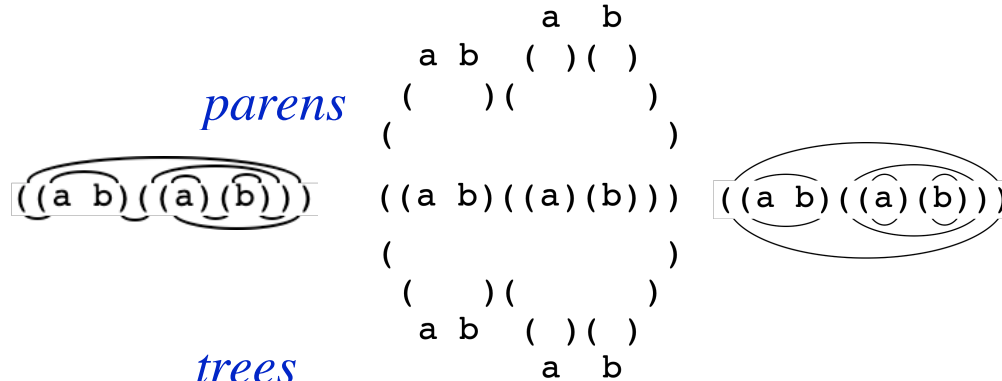 a b
a b ( )( )
parens
( )( )
( )
((a b)((a)(b)))
((a b)((a)(b)))
((a b)((a)(b)))
( )
( )( )
a b ( )( )
trees
a b